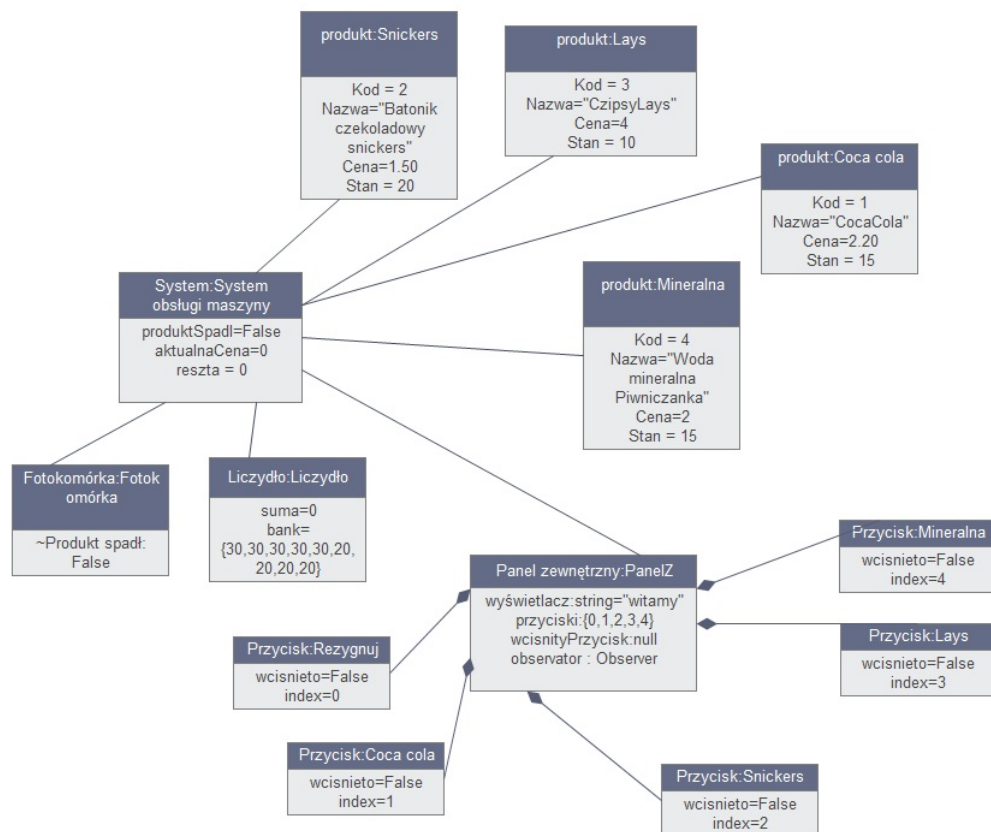 produkt:Snickers
Kod = 2
Nazwa="Batonik
czekoladowy
snickers"
Cena=1.50
Stan = 20
produkt:Lays
Kod = 3
Nazwa="CzipsyLays"
Cena=4
Stan = 10
produkt:Coca cola
Kod = 1
Nazwa="CocaCola"
Cena=2.20
Stan = 15
System:System
obsługi maszyny
produktSpadl=False
aktualnaCena=0
reszta = 0
produkt:Mineralna
Kod = 4
Nazwa="Woda
mineralna
Piwniczanka"
Cena=2
Stan = 15
Fotokomórka:Fotok
omórka
~Produkt spadł:
False
Liczydło:Liczydło
suma=0
bank=
{30,30,30,30,30,20,
20,20,20}
Panel zewnętrzny:PanelZ
wyświetlacz:string="witamy"
przyciski:{0,1,2,3,4}
wcisnityPrzycisk:null
observator : Observer
Przycisk:Mineralna
wcisnieto=False
index=4
Przycisk:Lays
wcisnieto=False
index=3
Przycisk:Rezygnuj
wcisnieto=False
index=0
Przycisk:Coca cola
wcisnieto=False
index=1
Przycisk:Snickers
wcisnieto=False
index=2